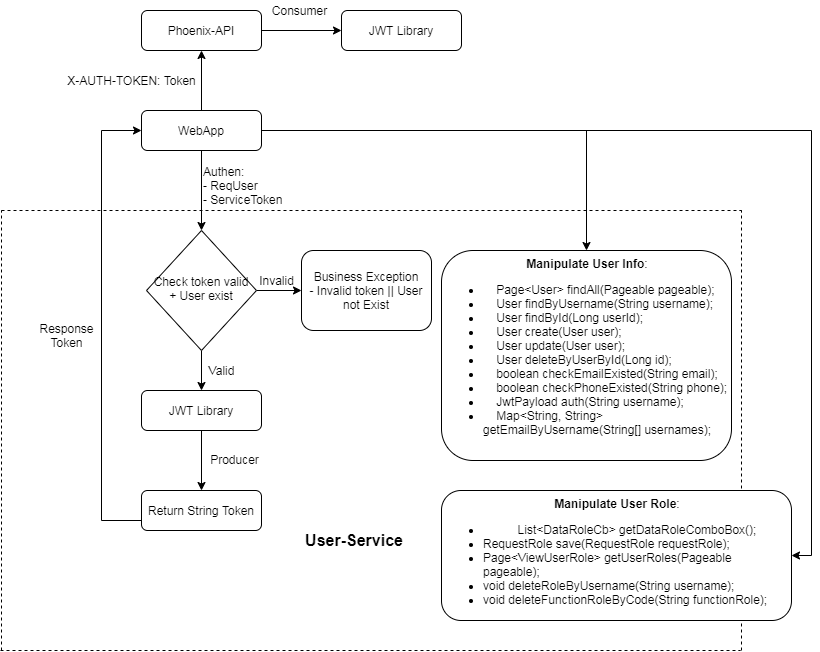 Consumer
Phoenix-API
JWT Library
X-AUTH-TOKEN: Token
WebApp
Authen:
- ReqUser
- ServiceToken
Check token valid
+ User exist
Invalid
Business Exception
- Invalid token || User
not Exist
Response
Token
Valid
JWT Library
Producer
Return String Token
User-Service
Manipulate User Info:
• Page<User> findAll(Pageable pageable);
• User findByUsername(String username);
• User findById(Long userId);
• User create(User user);
• User update(User user);
• User deleteByUserById(Long id);
• boolean checkEmailExisted(String email);
• boolean checkPhoneExisted(String phone);
• JwtPayload auth(String username);
• Map<String, String>
getEmailByUsername(String[] usernames);
Manipulate User Role:
• List<DataRoleCb> getDataRoleComboBox();
• RequestRole save(RequestRole requestRole);
• Page<ViewUserRole> getUserRoles(Pageable
pageable);
• void deleteRoleByUsername(String username);
• void deleteFunctionRoleByCode(String functionRole);